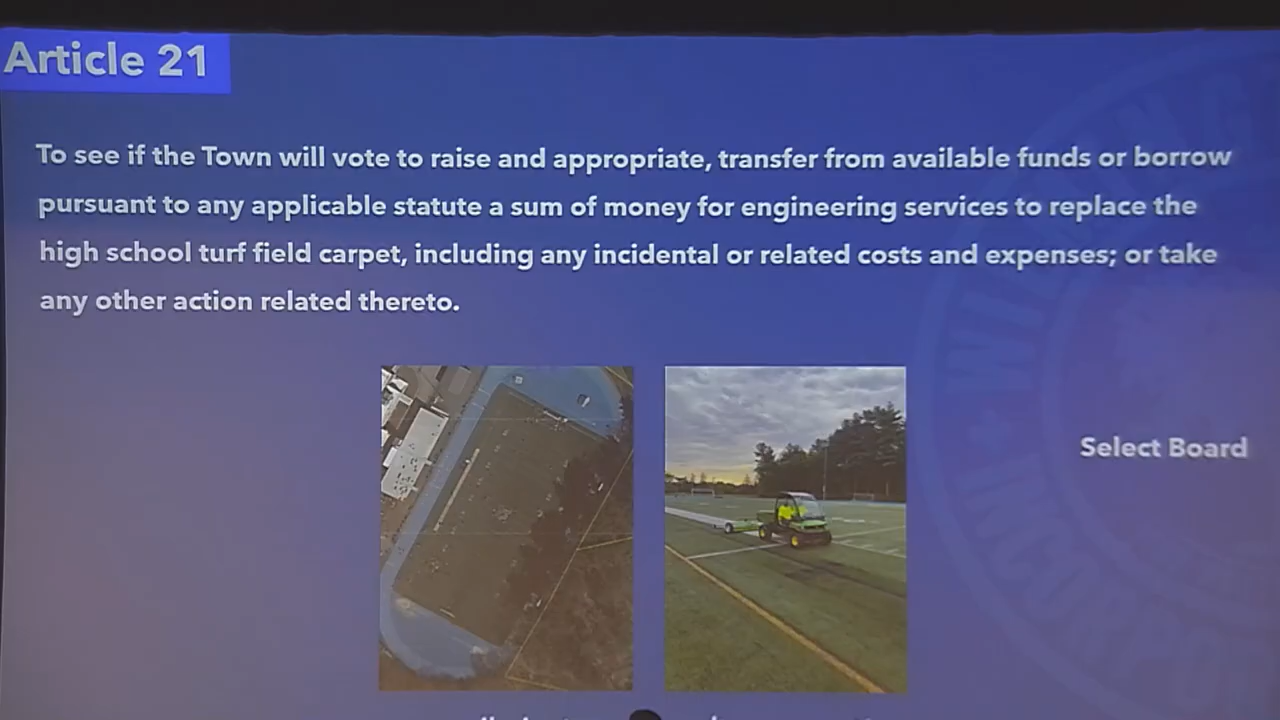 Article 21
To see if the Town will vote to raise and appropriate, transfer from available funds or borrow
pursuant to any applicable statute a sum of money for engineering services to replace the
high school turf field carpet, including any incidental or related costs and expenses; or take
any other action related thereto.
Select Board